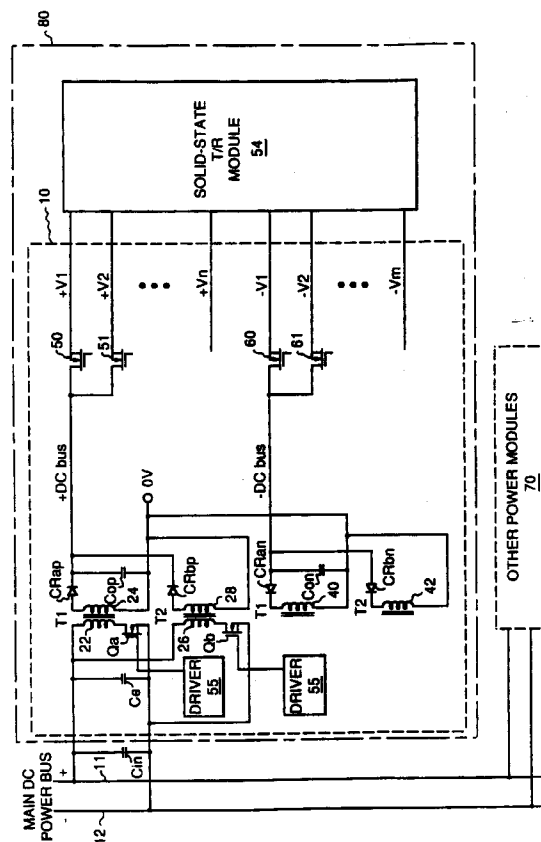 80
10
SOLID-STATE
T/R
MODULE
54
+V1
+V2
+Vn
-V1
-V2
-Vm
50
51
60
61
+DC bus
-DC bus
0V
CRap
Cop
T1
22
24
Qa
CRbp
T2
26
28
Qb
CRan
Con
T1
40
CRbn
T2
42
Ce
DRIVER
55
DRIVER
55
Cin
MAIN DC
POWER BUS
+
11
12
OTHER POWER MODULES
70